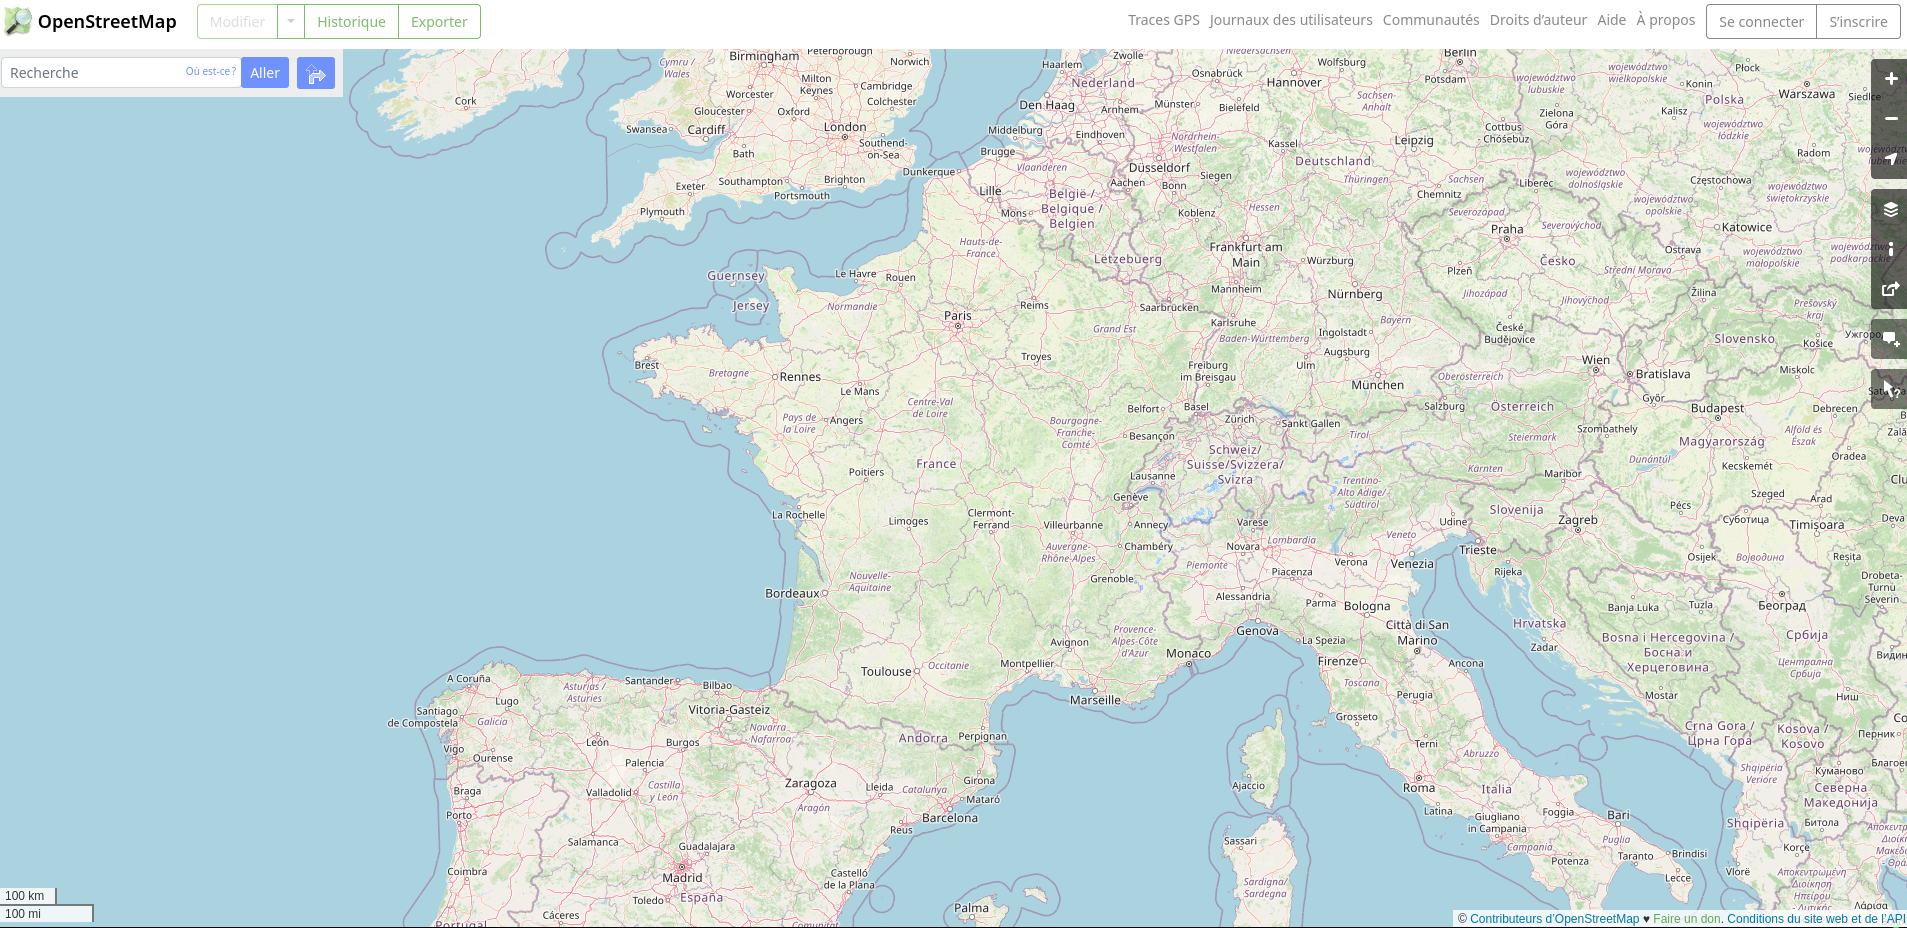 OpenStreetMap
Modifier
Historique
Exporter
Traces GPS
Journaux des utilisateurs
Communautés
Droits d’auteur
Aide
À propos
Se connecter
S’inscrire
Recherche
Où est-ce ?
Aller
Cork
Cymru /
Wales
Birmingham
Peterborough
Norwich
Milton
Keynes
Cambridge
Worcester
Gloucester
Oxford
Colchester
Swansea
Cardiff
London
Bath
Southend-
on-Sea
Exeter
Southampton
Brighton
Portsmouth
Plymouth
Guernsey
Jersey
Zwolle
Haarlem
Nederland
Den Haag
Arnhem
Middelburg
Eindhoven
Brugge
Vlaanderen
Dunkerque
Lille
Mons
België /
Belgique /
Belgien
Aachen
Lëtzebuerg
Niedersachsen
Osnabrück
Hannover
Wolfsburg
Berlin
Potsdam
Münster
Bielefeld
Sachsen-
Anhalt
Nordrhein-
Westfalen
Kassel
Leipzig
Düsseldorf
Siegen
Bonn
Deutschland
Thüringen
Sachsen
Chemnitz
Cottbus
Chóśebuz
Koblenz
Hessen
Frankfurt am
Main
Würzburg
Mannheim
Nürnberg
Saarbrücken
Karlsruhe
Baden-Württemberg
Ingolstadt
Bayern
Augsburg
Ulm
München
Freiburg
im Breisgau
województwo
lubuskie
województwo
wielkopolskie
Płock
Konin
Warszawa
Siedlce
Polska
Zielona
Góra
Kalisz
województwo
łódzkie
Radom
województwo
dolnośląskie
Częstochowa
województwo
opolskie
województwo
świętokrzyskie
Katowice
województwo
małopolskie
województwo
podkarpackie
Liberec
Severozápad
Severovýchod
Praha
Ostrava
Plzeň
Česko
Střední Morava
Jihozápad
Jihovýchod
České
Budějovice
Žilina
Prešovský
kraj
Slovensko
Košice
Ужгород
Miskolc
Hauts-de-
France
Le Havre
Rouen
Normandie
Reims
Paris
Grand Est
Troyes
Brest
Bretagne
Rennes
Le Mans
Centre-Val
de Loire
Pays de
la Loire
Angers
Bourgogne-
Franche-
Comté
Belfort
Besançon
France
Poitiers
La Rochelle
Limoges
Clermont-
Ferrand
Villeurbanne
Annecy
Chambéry
Auvergne-
Rhône-Alpes
Grenoble
Nouvelle-
Aquitaine
Bordeaux
Avignon
Provence-
Alpes-Côte
d'Azur
Toulouse
Occitanie
Montpellier
Monaco
Marseille
Perpignan
Ajaccio
Basel
Zürich
Sankt Gallen
Schweiz/
Suisse/Svizzera/
Svizra
Lausanne
Genève
Wien
Bratislava
Oberösterreich
Salzburg
Österreich
Tirol
Steiermark
Kärnten
Győr
Budapest
Debrecen
Szombathely
Magyarország
Alföld és
Észak
Dunántúl
Kecskemét
Oradea
Szeged
Pécs
Arad
Maribor
Slovenija
Zagreb
Суботица
Timișoara
Deva
Trentino-
Alto Adige/
Südtirol
Varese
Udine
Novara
Lombardia
Veneto
Piemonte
Verona
Venezia
Trieste
Piacenza
Alessandria
Parma
Bologna
Genova
La Spezia
Città di San
Marino
Firenze
Toscana
Ancona
Perugia
Grosseto
Terni
Abruzzo
Roma
Italia
Latina
Giugliano
in Campania
Foggia
Bari
Campania
Puglia
Potenza
Taranto
Brindisi
Lecce
Sassari
Sardigna/
Sardegna
Rijeka
Osijek
Војводина
Reșița
Drobeta-
Turnu
Severin
Banja Luka
Tuzla
Београд
Hrvatska
Bosna i Hercegovina /
Босна и
Херцеговина
Србија
Централна
Србија
Zadar
Mostar
Ниш
Crna Gora /
Црна Гора
Kosova /
Kosovo
Перник
Shqipëria
Veriore
Куманово
Северна
Македонија
Shqipëria
Битола
Korçë
Vlorë
A Coruña
Lugo
Asturias /
Asturies
Santander
Bilbao
Santiago
de Compostela
Galicia
Vitoria-Gasteiz
Navarra -
Nafarroa
Andorra
Vigo
León
Burgos
Ourense
Palencia
Castilla
y León
Valladolid
Zaragoza
Aragón
Lleida
Catalunya
Girona
Mataró
Barcelona
Reus
Braga
Porto
Salamanca
Guadalajara
Madrid
Castelló
de la Plana
Coimbra
Toledo
España
Cáceres
Portugal
Palma
100 km
100 mi
© Contributeurs d’OpenStreetMap ♥ Faire un don. Conditions du site web et de l’API